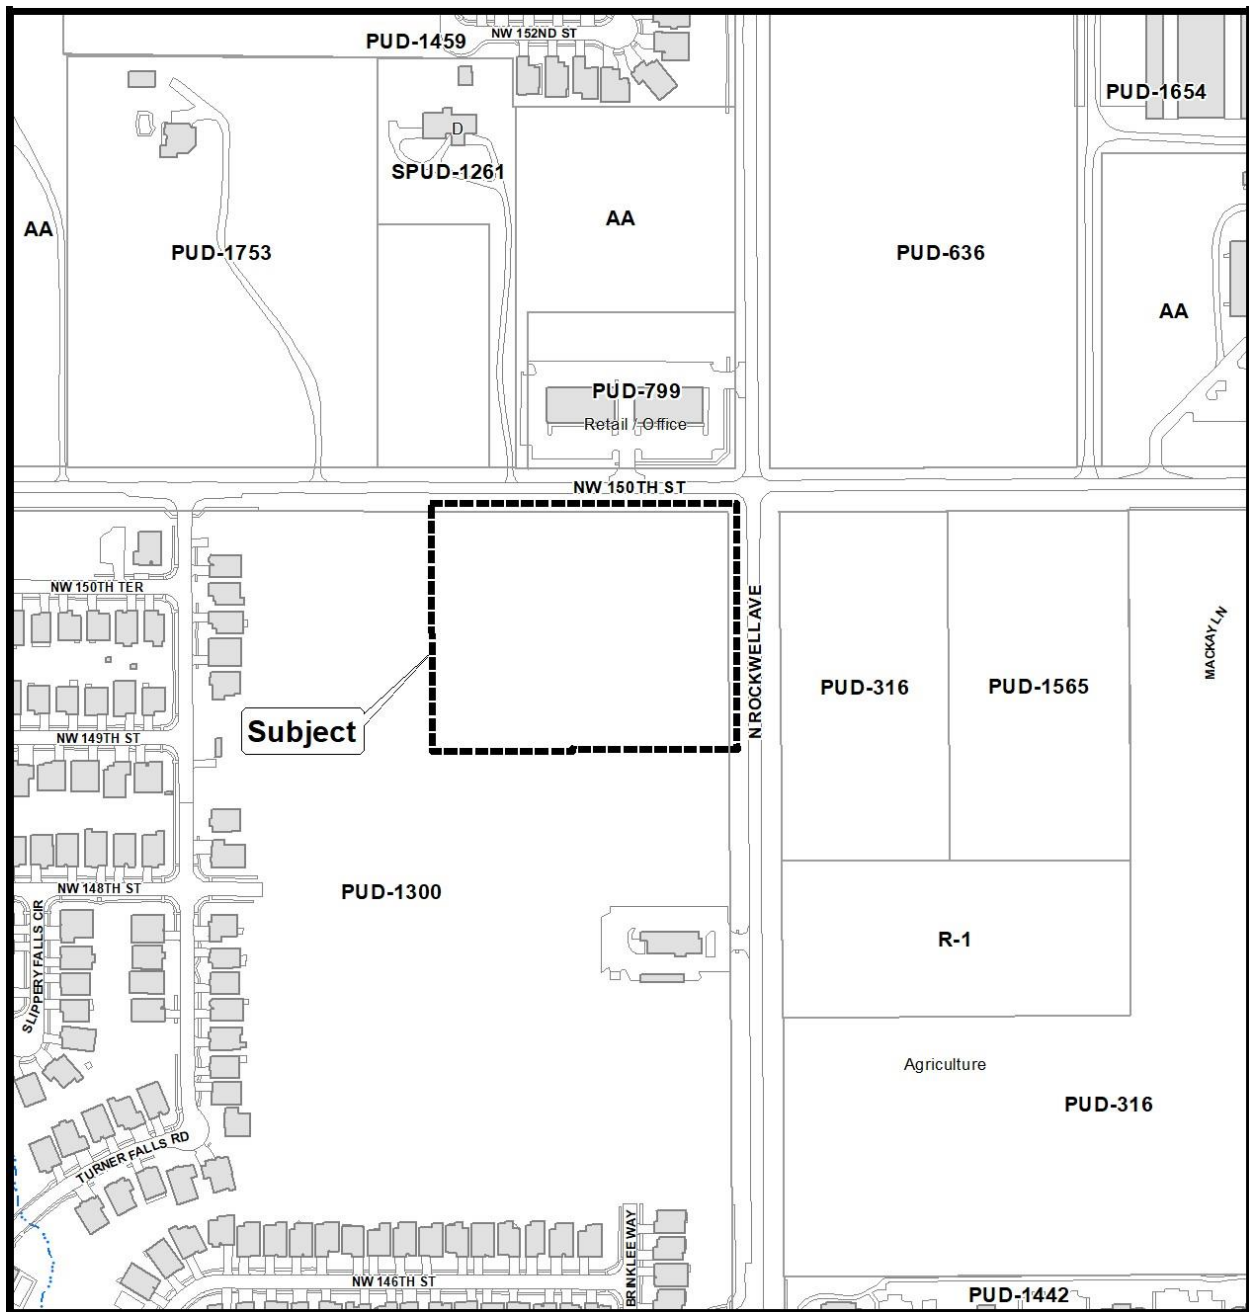 NW 152ND ST
PUD-1459
PUD-1654
D
SPUD-1261
AA
AA
PUD-1753
PUD-636
AA
PUD-799
Retail / Office
NW 150TH ST
NW 150TH TER
N ROCKWELL AVE
MACKAY LN
PUD-316
PUD-1565
Subject
NW 149TH ST
NW 148TH ST
PUD-1300
SLIPPERY FALLS CIR
R-1
Agriculture
PUD-316
TURNER FALLS RD
BRINKLEE WAY
NW 146TH ST
PUD-1442